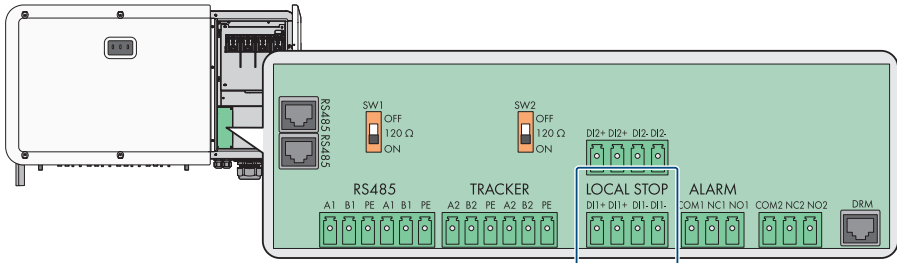 RS485 RS485
SW1
OFF
120 Ω
ON
SW2
OFF
120 Ω
ON
DI2+ DI2+ DI2- DI2-
RS485 TRACKER LOCAL STOP ALARM
A1 B1 PE A1 B1 PE A2 B2 PE A2 B2 PE DI1+ DI1+ DI1- DI1- COM1 NC1 NO1 COM2 NC2 NO2 DRM